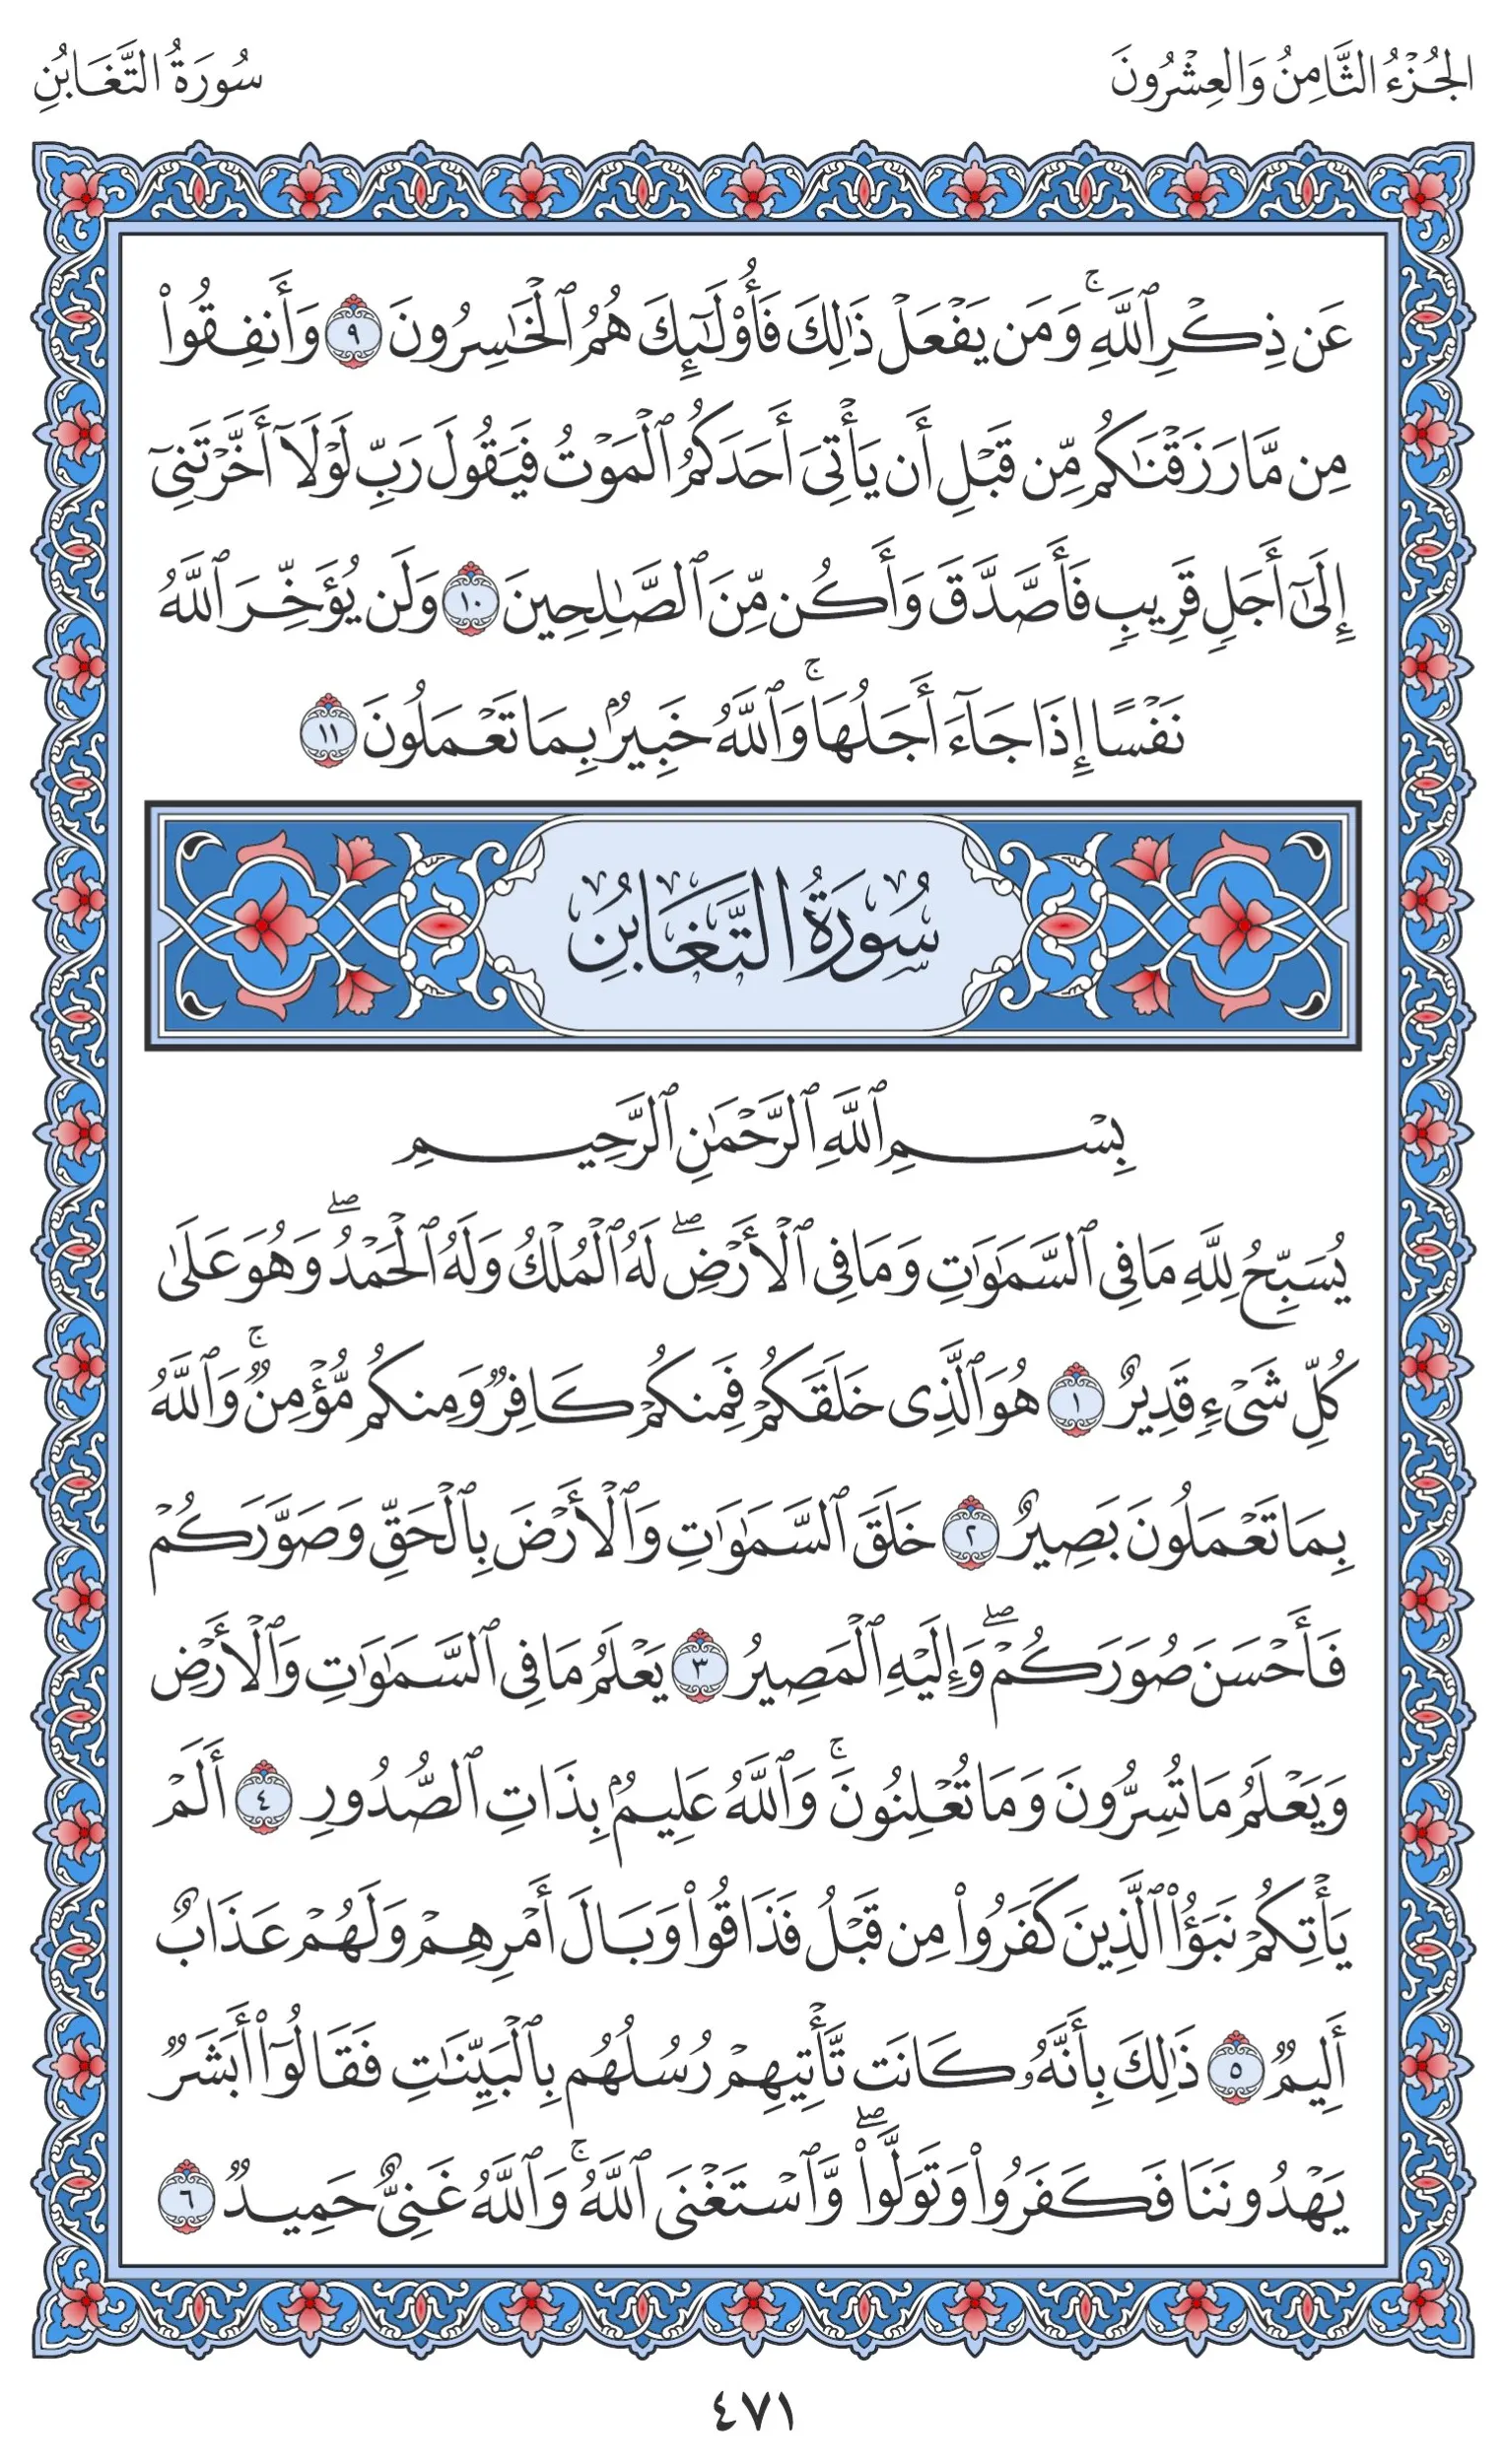 الجُزْءُ الثَّامِنُ وَالعِشْرُونَ
سُورَةُ التَّغَابُنِ
عَن ذِكْرِ ٱللَّهِۚ وَمَن يَفْعَلْ ذَٰلِكَ فَأُو۟لَـٰٓئِكَ هُمُ ٱلْخَـٰسِرُونَ ٩ وَأَنفِقُوا۟
مِن مَّا رَزَقْنَـٰكُم مِّن قَبْلِ أَن يَأْتِىَ أَحَدَكُمُ ٱلْمَوْتُ فَيَقُولَ رَبِّ لَوْلَآ أَخَّرْتَنِىٓ
إِلَىٰٓ أَجَلٍ قَرِيبٍ فَأَصَّدَّقَ وَأَكُن مِّنَ ٱلصَّـٰلِحِينَ ١٠ وَلَن يُؤَخِّرَ ٱللَّهُ
نَفْسًا إِذَا جَآءَ أَجَلُهَاۚ وَٱللَّهُ خَبِيرٌۢ بِمَا تَعْمَلُونَ ١١
سُورَةُ التَّغَابُنِ
بِسْمِ ٱللَّهِ ٱلرَّحْمَـٰنِ ٱلرَّحِيمِ
يُسَبِّحُ لِلَّهِ مَا فِى ٱلسَّمَـٰوَٰتِ وَمَا فِى ٱلْأَرْضِۖ لَهُ ٱلْمُلْكُ وَلَهُ ٱلْحَمْدُۖ وَهُوَ عَلَىٰ
كُلِّ شَىْءٍ قَدِيرٌ ١ هُوَ ٱلَّذِى خَلَقَكُمْ فَمِنكُمْ كَافِرٌ وَمِنكُم مُّؤْمِنٌۚ وَٱللَّهُ
بِمَا تَعْمَلُونَ بَصِيرٌ ٢ خَلَقَ ٱلسَّمَـٰوَٰتِ وَٱلْأَرْضَ بِٱلْحَقِّ وَصَوَّرَكُمْ
فَأَحْسَنَ صُوَرَكُمْۖ وَإِلَيْهِ ٱلْمَصِيرُ ٣ يَعْلَمُ مَا فِى ٱلسَّمَـٰوَٰتِ وَٱلْأَرْضِ
وَيَعْلَمُ مَا تُسِرُّونَ وَمَا تُعْلِنُونَۚ وَٱللَّهُ عَلِيمٌۢ بِذَاتِ ٱلصُّدُورِ ٤ أَلَمْ
يَأْتِكُمْ نَبَؤُا۟ ٱلَّذِينَ كَفَرُوا۟ مِن قَبْلُ فَذَاقُوا۟ وَبَالَ أَمْرِهِمْ وَلَهُمْ عَذَابٌ
أَلِيمٌ ٥ ذَٰلِكَ بِأَنَّهُۥ كَانَت تَّأْتِيهِمْ رُسُلُهُم بِٱلْبَيِّنَـٰتِ فَقَالُوٓا۟ أَبَشَرٌ
يَهْدُونَنَا فَكَفَرُوا۟ وَتَوَلَّوا۟ۖ وَّٱسْتَغْنَى ٱللَّهُۚ وَٱللَّهُ غَنِىٌّ حَمِيدٌ ٦
٤٧١